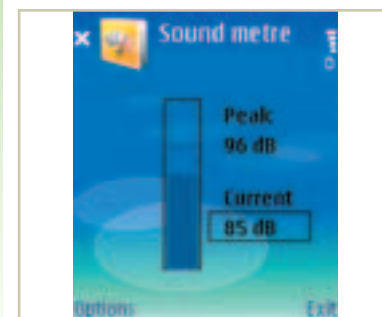 Sound metre
Peak
96 dB
Current
85 dB
Options Exit